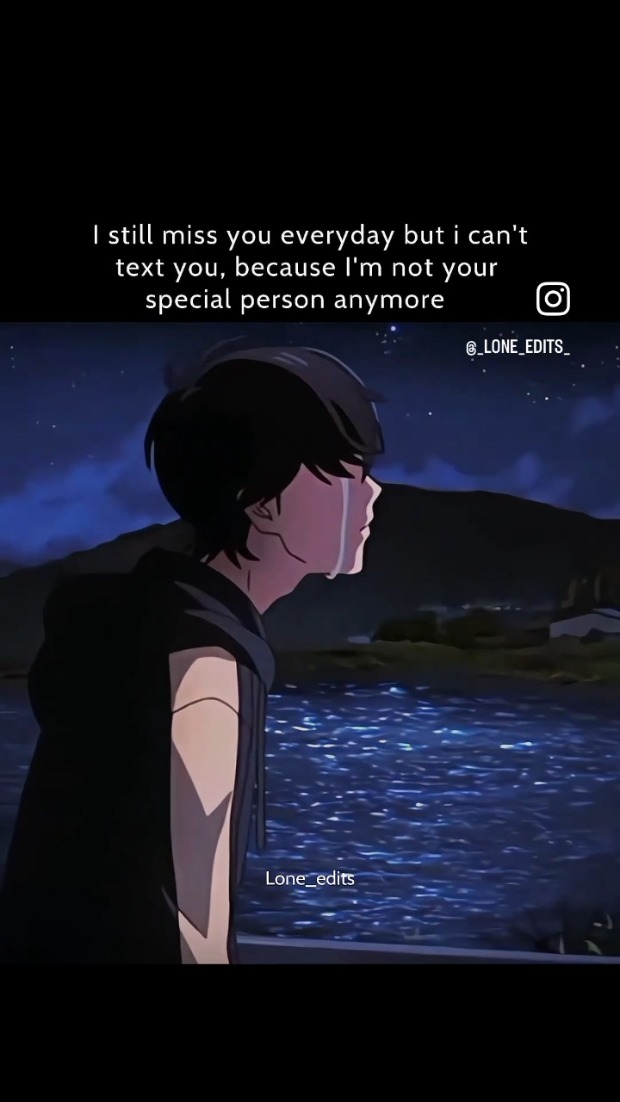 I still miss you everyday but i can't
text you, because I'm not your
special person anymore
@_LONE_EDITS_
Lone_edits